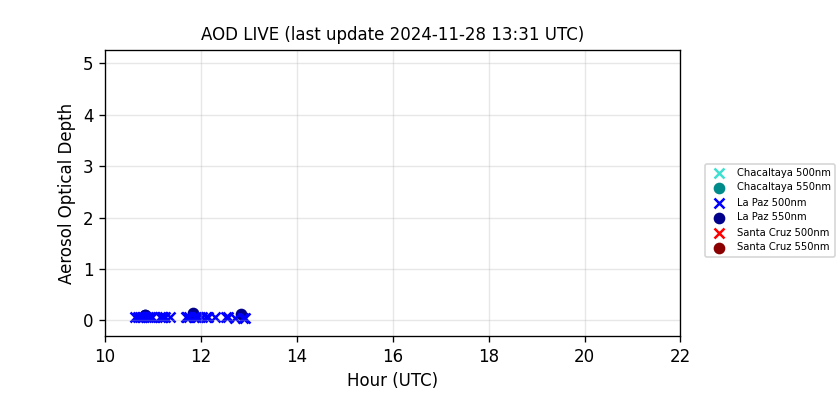 AOD LIVE (last update 2024-11-28 13:31 UTC)
5
4
3
2
1
0
Aerosol Optical Depth
10 12 14 16 18 20 22
Hour (UTC)
Chacaltaya 500nm
Chacaltaya 550nm
La Paz 500nm
La Paz 550nm
Santa Cruz 500nm
Santa Cruz 550nm